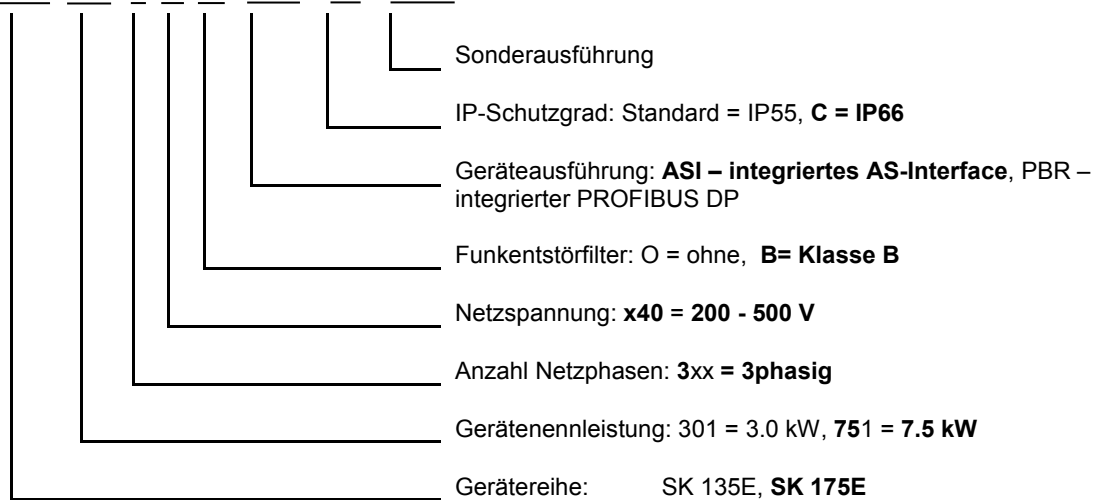 Sonderausführung
IP-Schutzgrad: Standard = IP55, C = IP66
Geräteausführung: ASI – integriertes AS-Interface, PBR –
integrierter PROFIBUS DP
Funkentstörfilter: O = ohne, B= Klasse B
Netzspannung: x40 = 200 - 500 V
Anzahl Netzphasen: 3xx = 3phasig
Gerätenennleistung: 301 = 3.0 kW, 751 = 7.5 kW
Gerätereihe: SK 135E, SK 175E